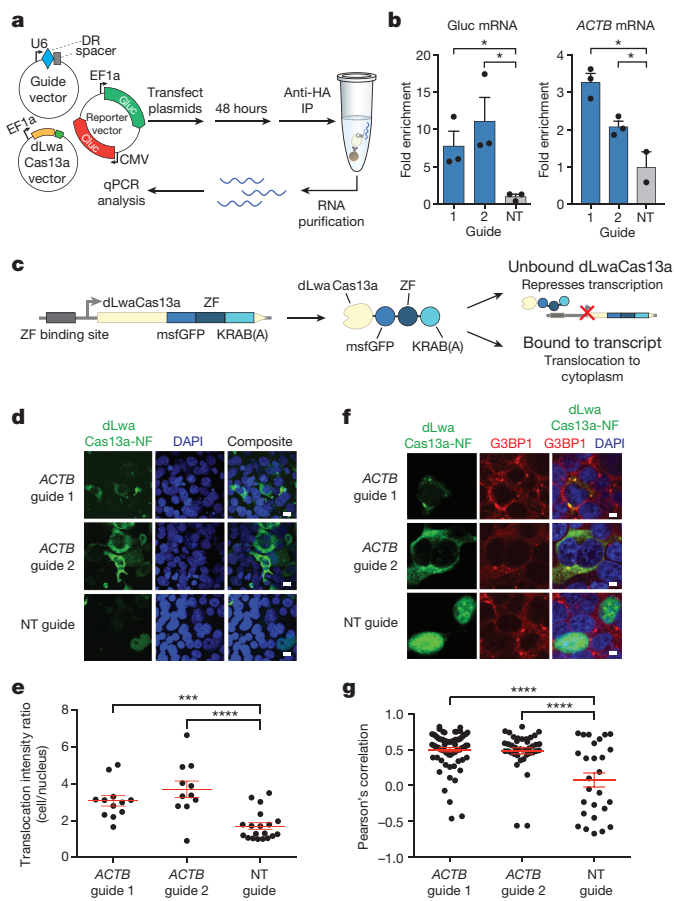 a
U6
DR
spacer
Guide
vector
EF1a
Gluc
Reporter
vector
Cluc
CMV
EF1a
dLwa
Cas13a
vector
Transfect
plasmids
48 hours
Anti-HA
IP
RNA
purification
qPCR
analysis
b
Gluc mRNA
*
*
Fold enrichment
20
15
10
5
0
1 2 NT
Guide
ACTB mRNA
*
*
Fold enrichment
4
3
2
1
0
1 2 NT
Guide
c
dLwaCas13a ZF
ZF binding site
msfGFP KRAB(A)
dLwaCas13a
ZF
msfGFP
KRAB(A)
Unbound dLwaCas13a
Represses transcription
Bound to transcript
Translocation to
cytoplasm
d
dLwa
Cas13a-NF DAPI Composite
ACTB
guide 1
ACTB
guide 2
NT guide
f
dLwa
Cas13a-NF G3BP1
dLwa
Cas13a-NF
G3BP1 DAPI
ACTB
guide 1
ACTB
guide 2
NT guide
e
Translocation intensity ratio
(cell/nucleus)
8
6
4
2
0
***
****
ACTB
guide 1
ACTB
guide 2
NT
guide
g
Pearson's correlation
1.0
0.5
0.0
−0.5
−1.0
****
****
ACTB
guide 1
ACTB
guide 2
NT
guide